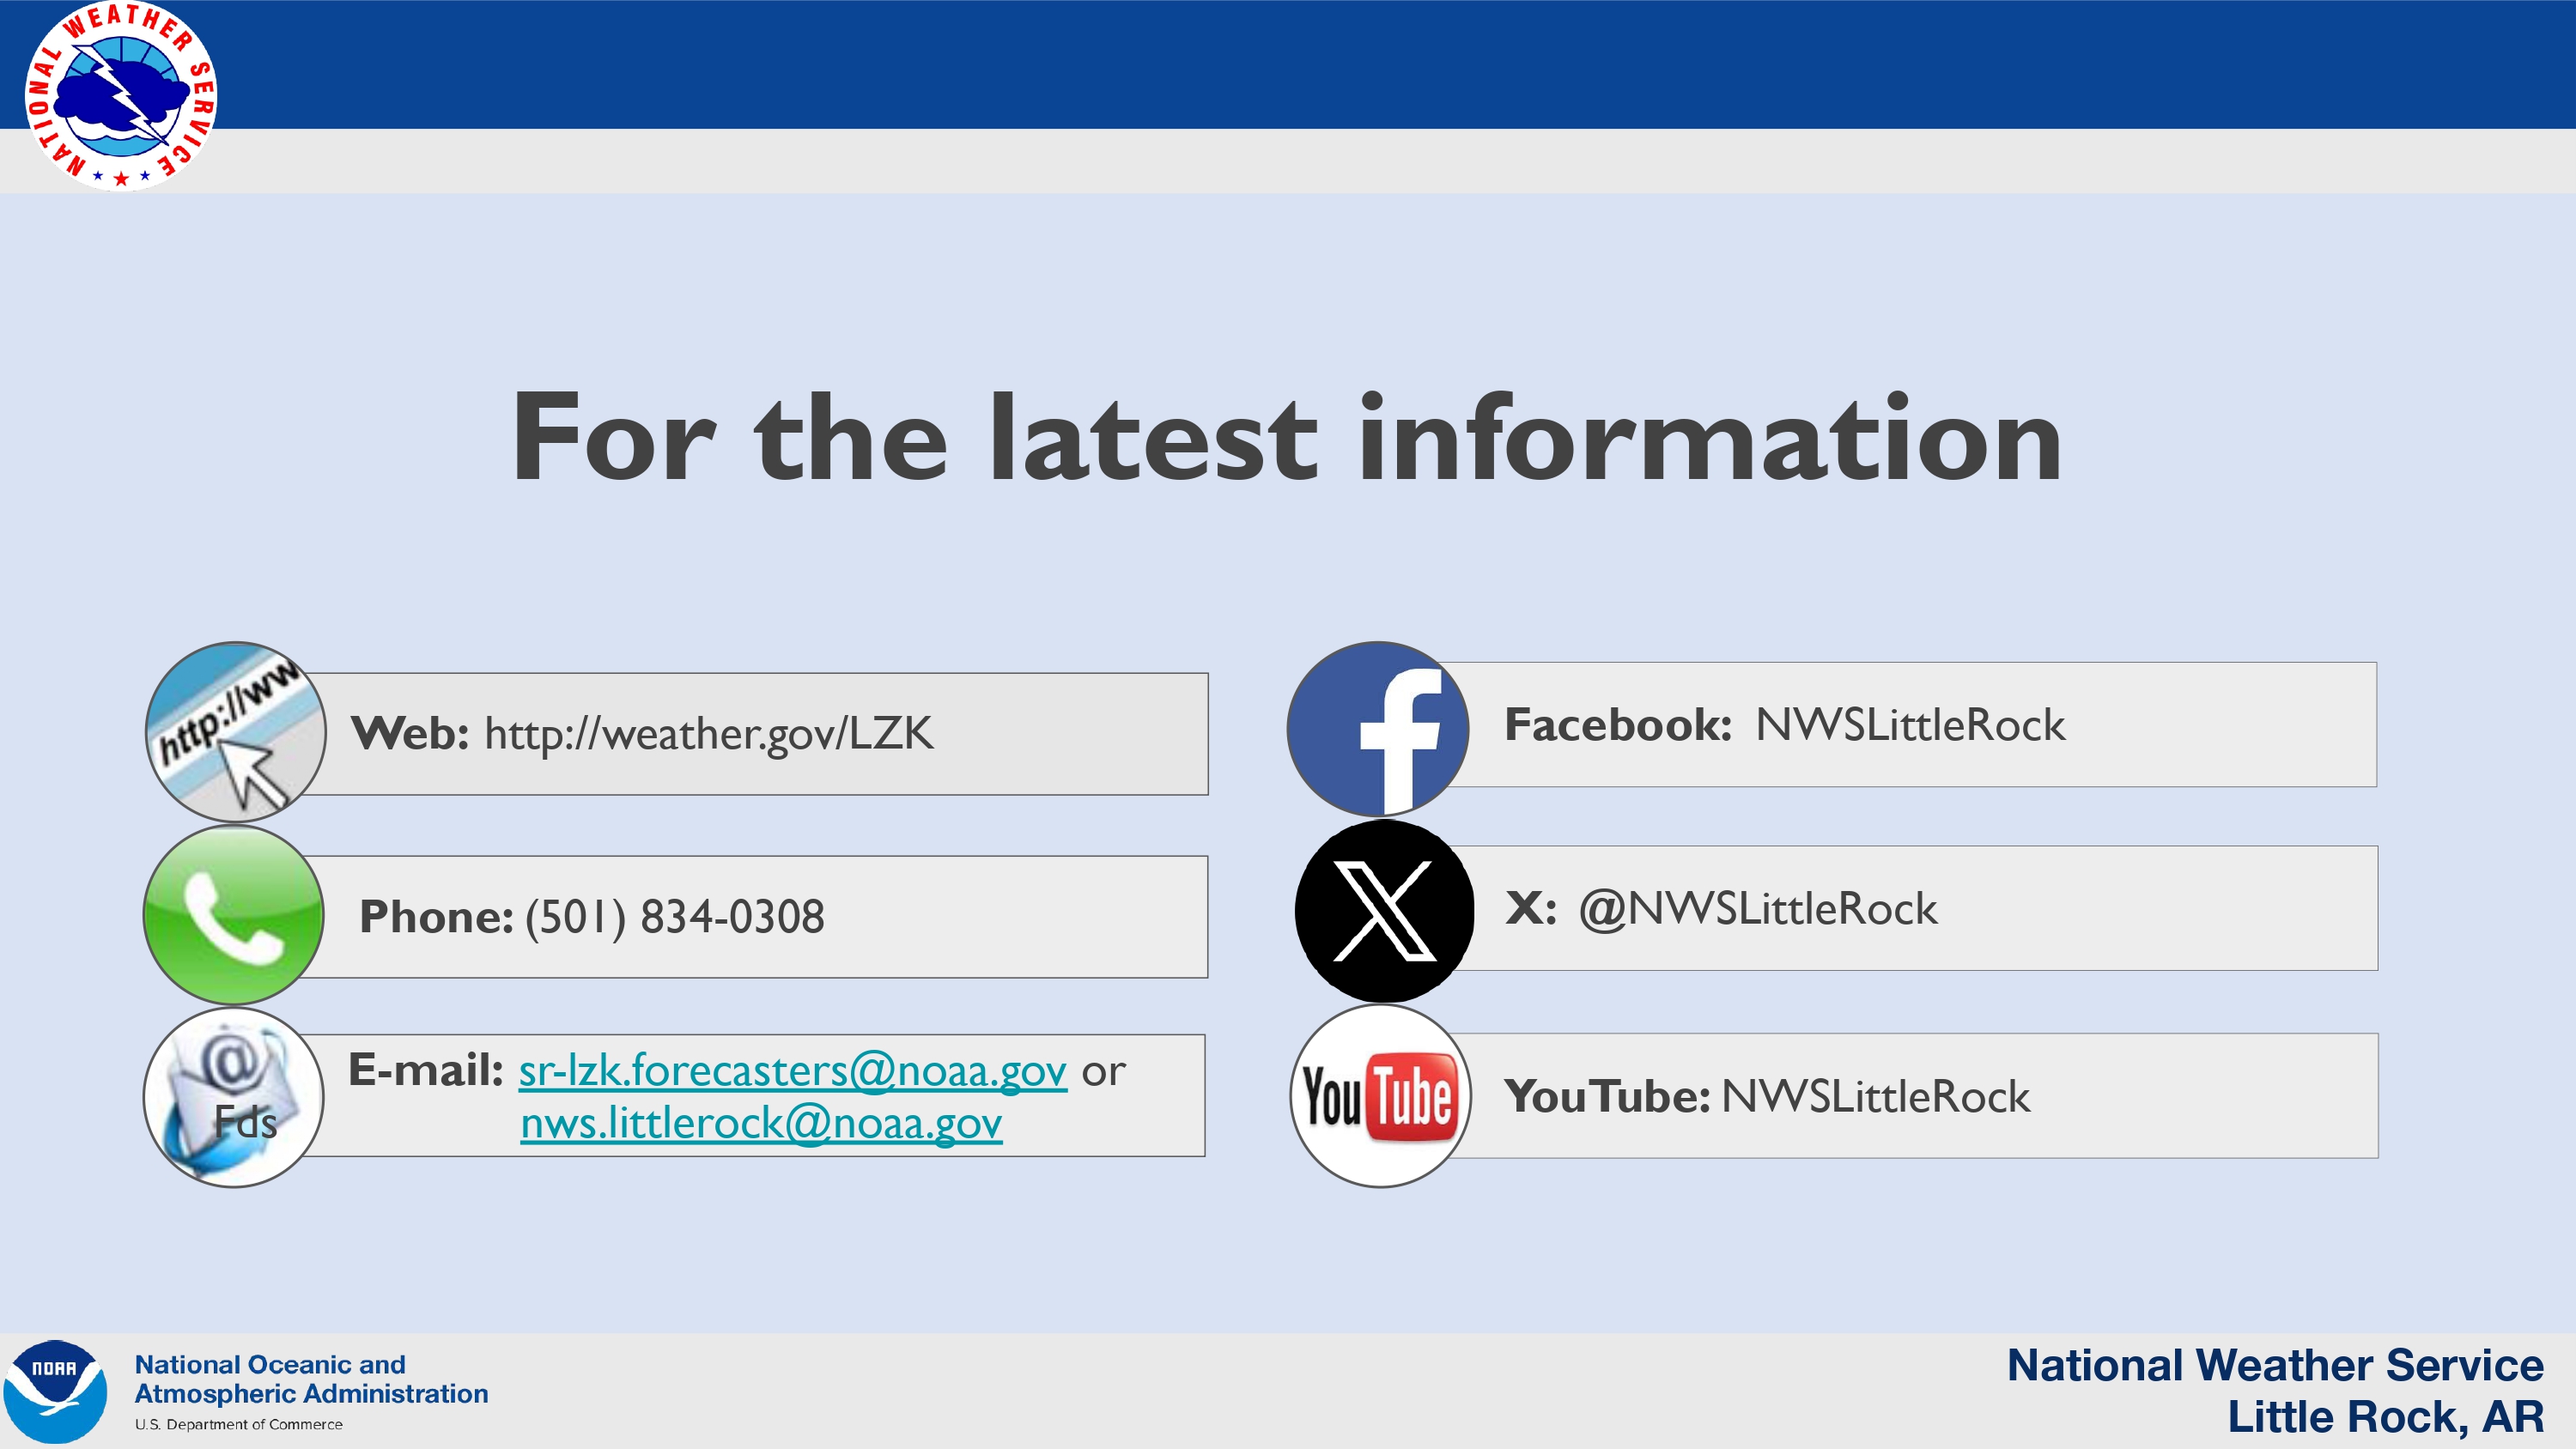 NATIONAL WEATHER SERVICE
For the latest information
http://ww
Web: http://weather.gov/LZK
Phone: (501) 834-0308
@
Fds
E-mail: sr-lzk.forecasters@noaa.gov or
nws.littlerock@noaa.gov
f
Facebook: NWSLittleRock
X
X: @NWSLittleRock
YouTube
YouTube: NWSLittleRock
NOAA
National Oceanic and
Atmospheric Administration
U.S. Department of Commerce
National Weather Service
Little Rock, AR